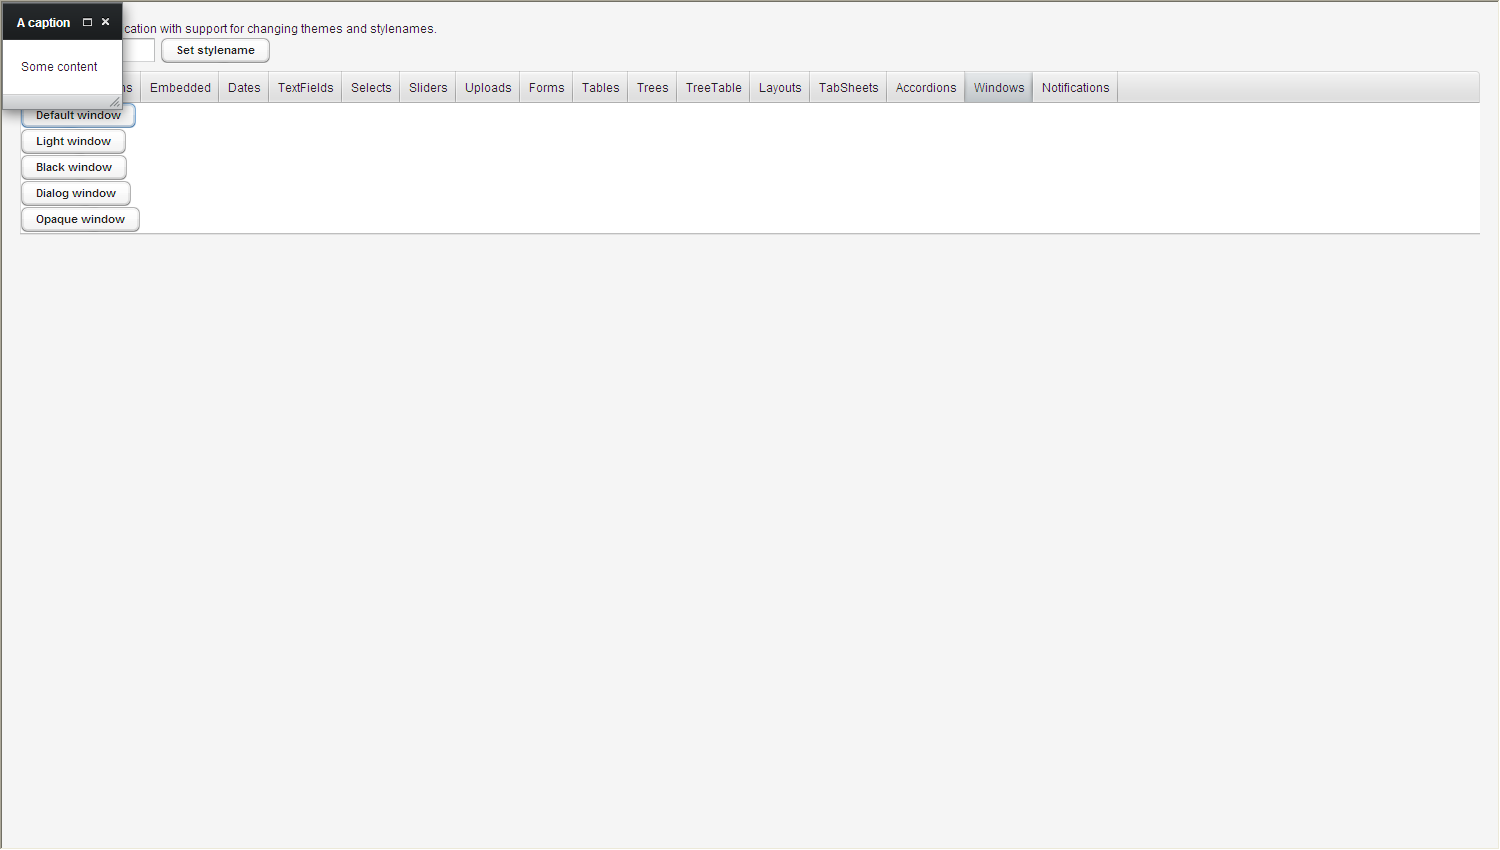 A caption
Some content
cation with support for changing themes and stylenames.
Set stylename
ns Embedded Dates TextFields Selects Sliders Uploads Forms Tables Trees TreeTable Layouts TabSheets Accordions Windows Notifications
Default window
Light window
Black window
Dialog window
Opaque window